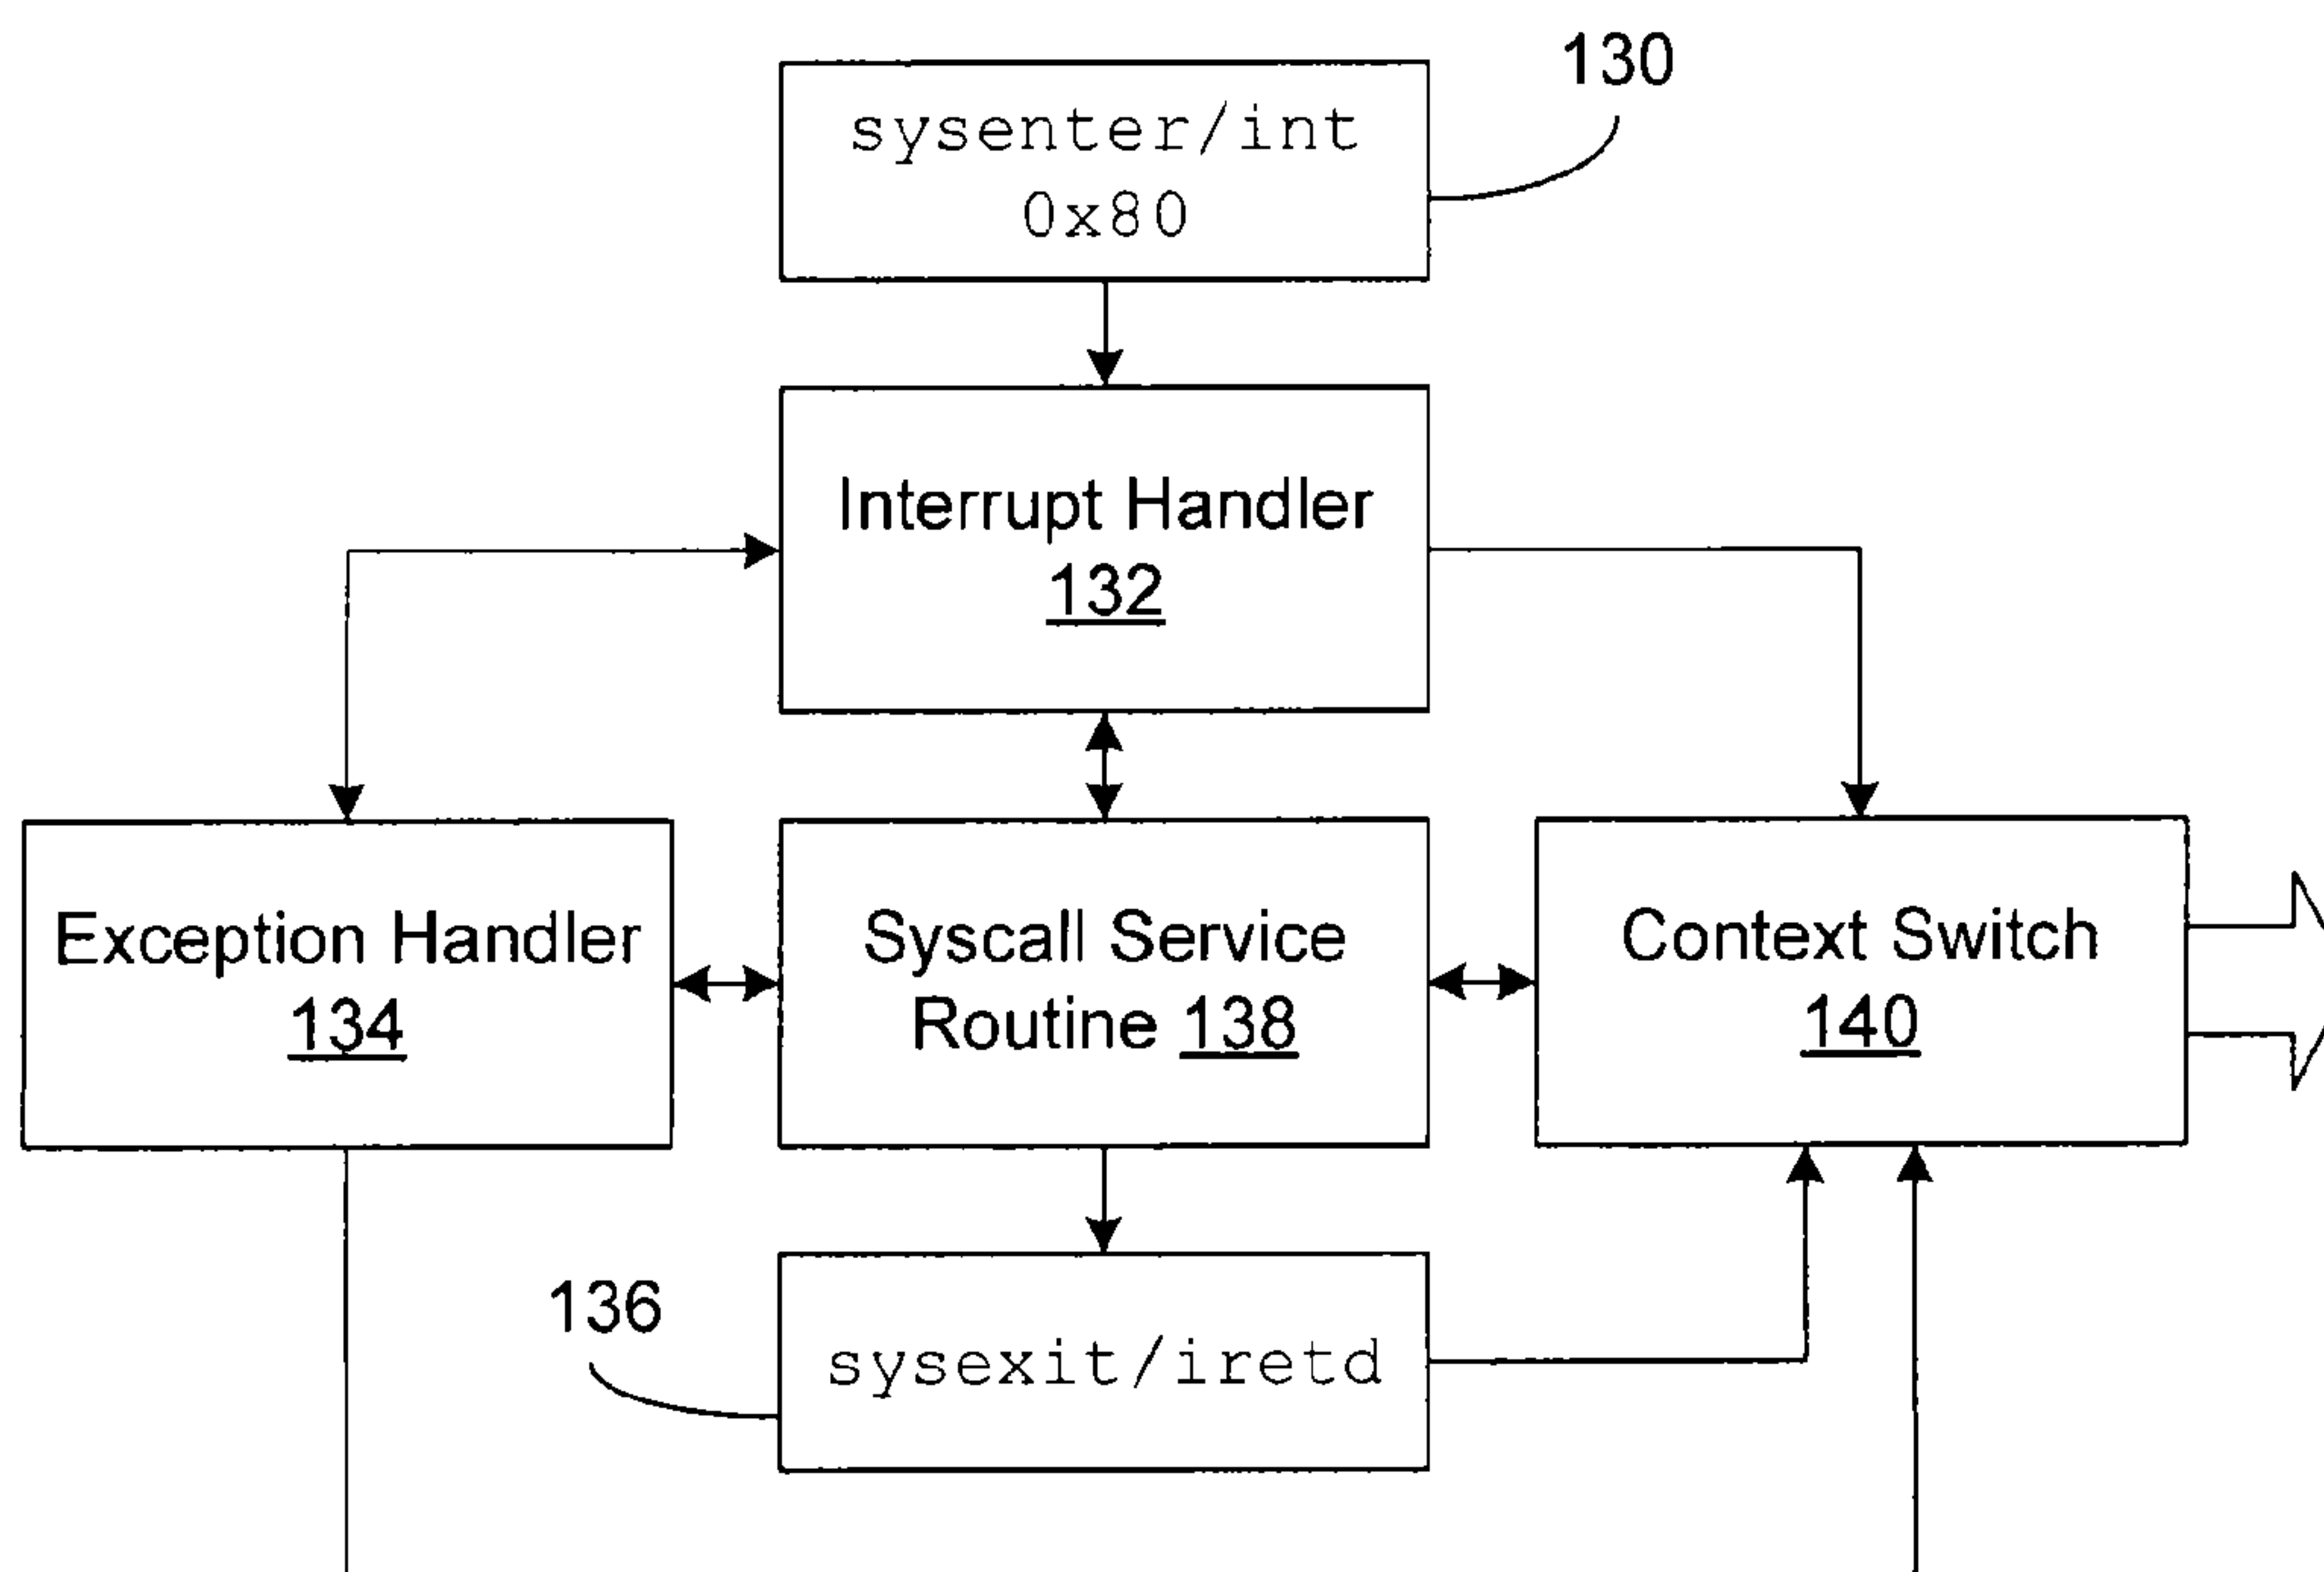 130
sysenter/int
0x80
Interrupt Handler
132
Exception Handler
134
Syscall Service
Routine 138
Context Switch
140
136
sysexit/iretd